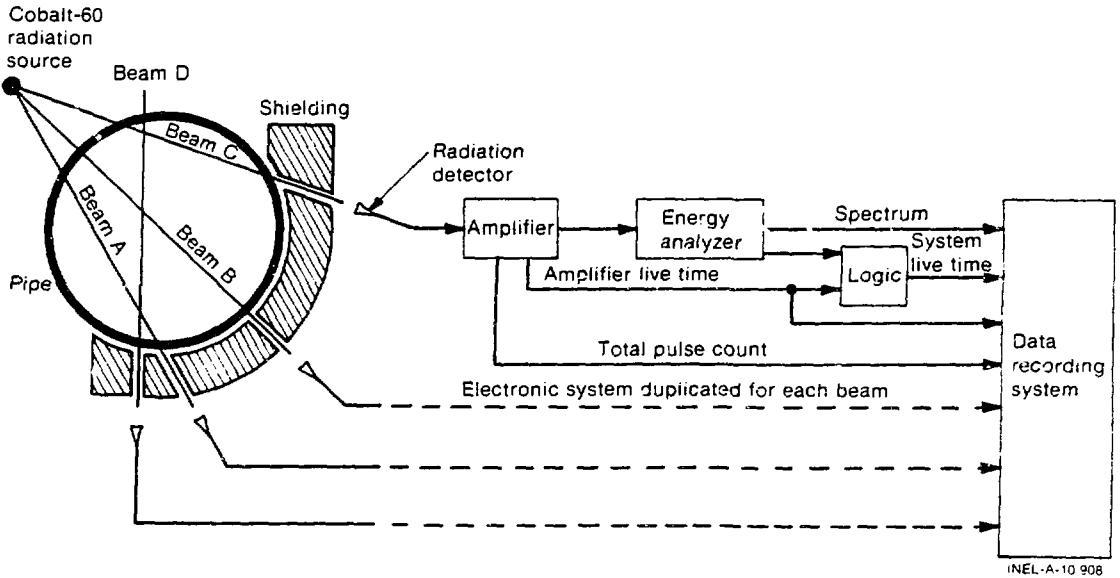 Cobalt-60
radiation
source
Beam D
Shielding
Beam C
Radiation
detector
Beam A
Beam B
Pipe
Amplifier
Energy
analyzer
Spectrum
System
live time
Amplifier live time
Logic
Total pulse count
Data
recording
system
Electronic system duplicated for each beam
INEL-A-10 908